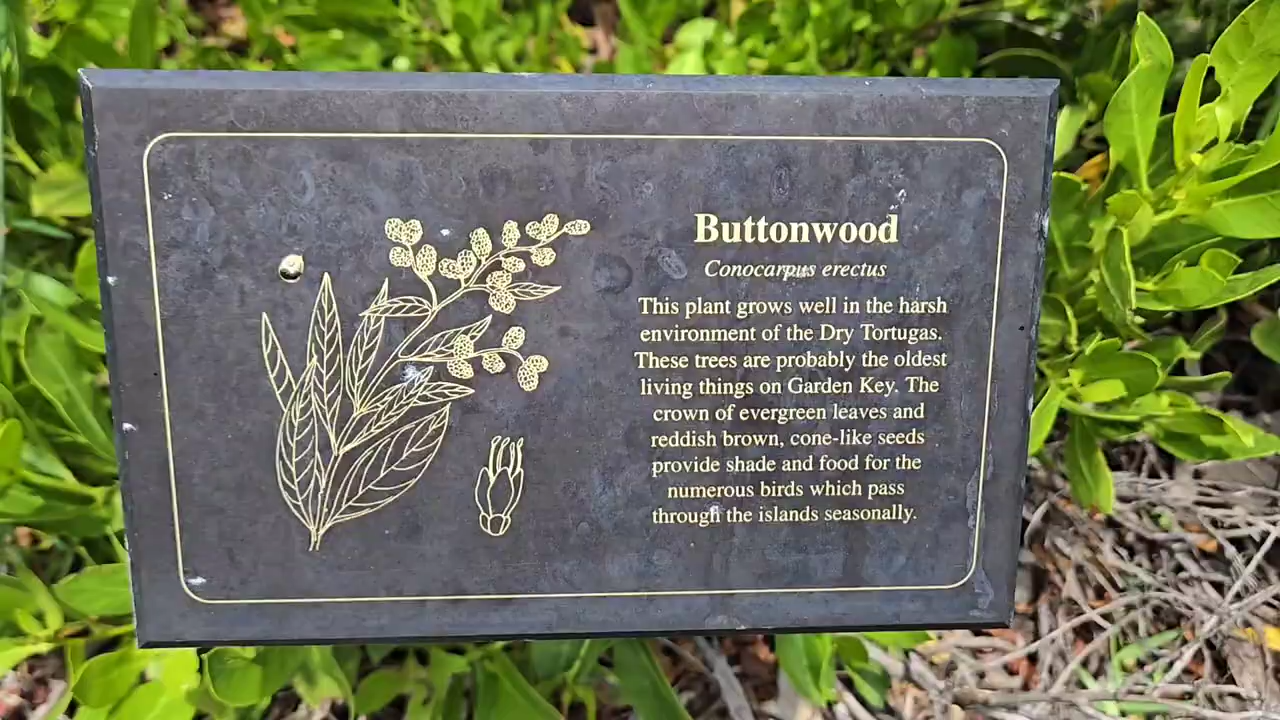 Buttonwood
Conocarpus erectus
This plant grows well in the harsh
environment of the Dry Tortugas.
These trees are probably the oldest
living things on Garden Key. The
crown of evergreen leaves and
reddish brown, cone-like seeds
provide shade and food for the
numerous birds which pass
through the islands seasonally.